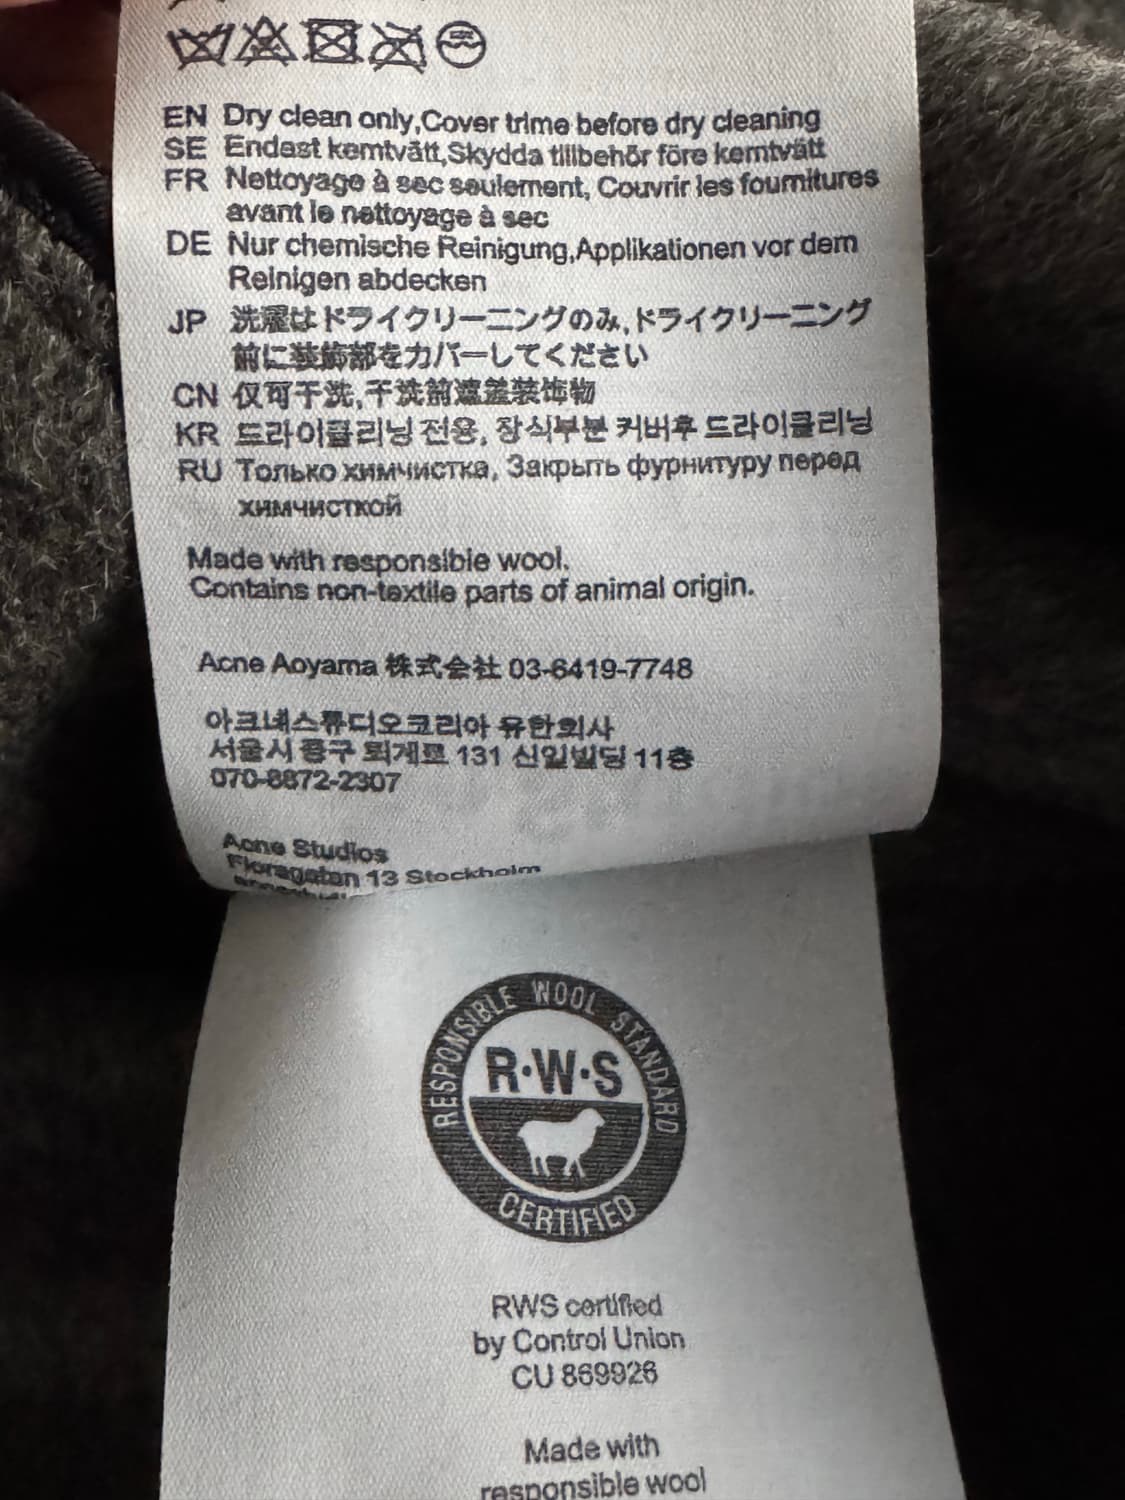 EN Dry clean only,Cover trime before dry cleaning
SE Endast kemtvätt,Skydda tillbehör före kemtvätt
FR Nettoyage à sec seulement, Couvrir les fournitures
avant le nettoyage à sec
DE Nur chemische Reinigung,Applikationen vor dem
Reinigen abdecken
JP 洗濯はドライクリーニングのみ,ドライクリーニング
前に装飾部をカバーしてください
CN 仅可干洗,干洗前遮盖装饰物
KR 드라이클리닝 전용, 장식부분 커버후 드라이클리닝
RU Только химчистка, Закрыть фурнитуру перед
химчисткой
Made with responsible wool.
Contains non-textile parts of animal origin.
Acne Aoyama 株式会社 03-6419-7748
아크네스튜디오코리아 유한회사
서울시 중구 퇴계로 131 신일빌딩 11층
070-8872-2307
Acne Studios
Floragatan 13 Stockholm
RESPONSIBLE WOOL STANDARD
R·W·S
CERTIFIED
RWS certified
by Control Union
CU 869926
Made with
responsible wool